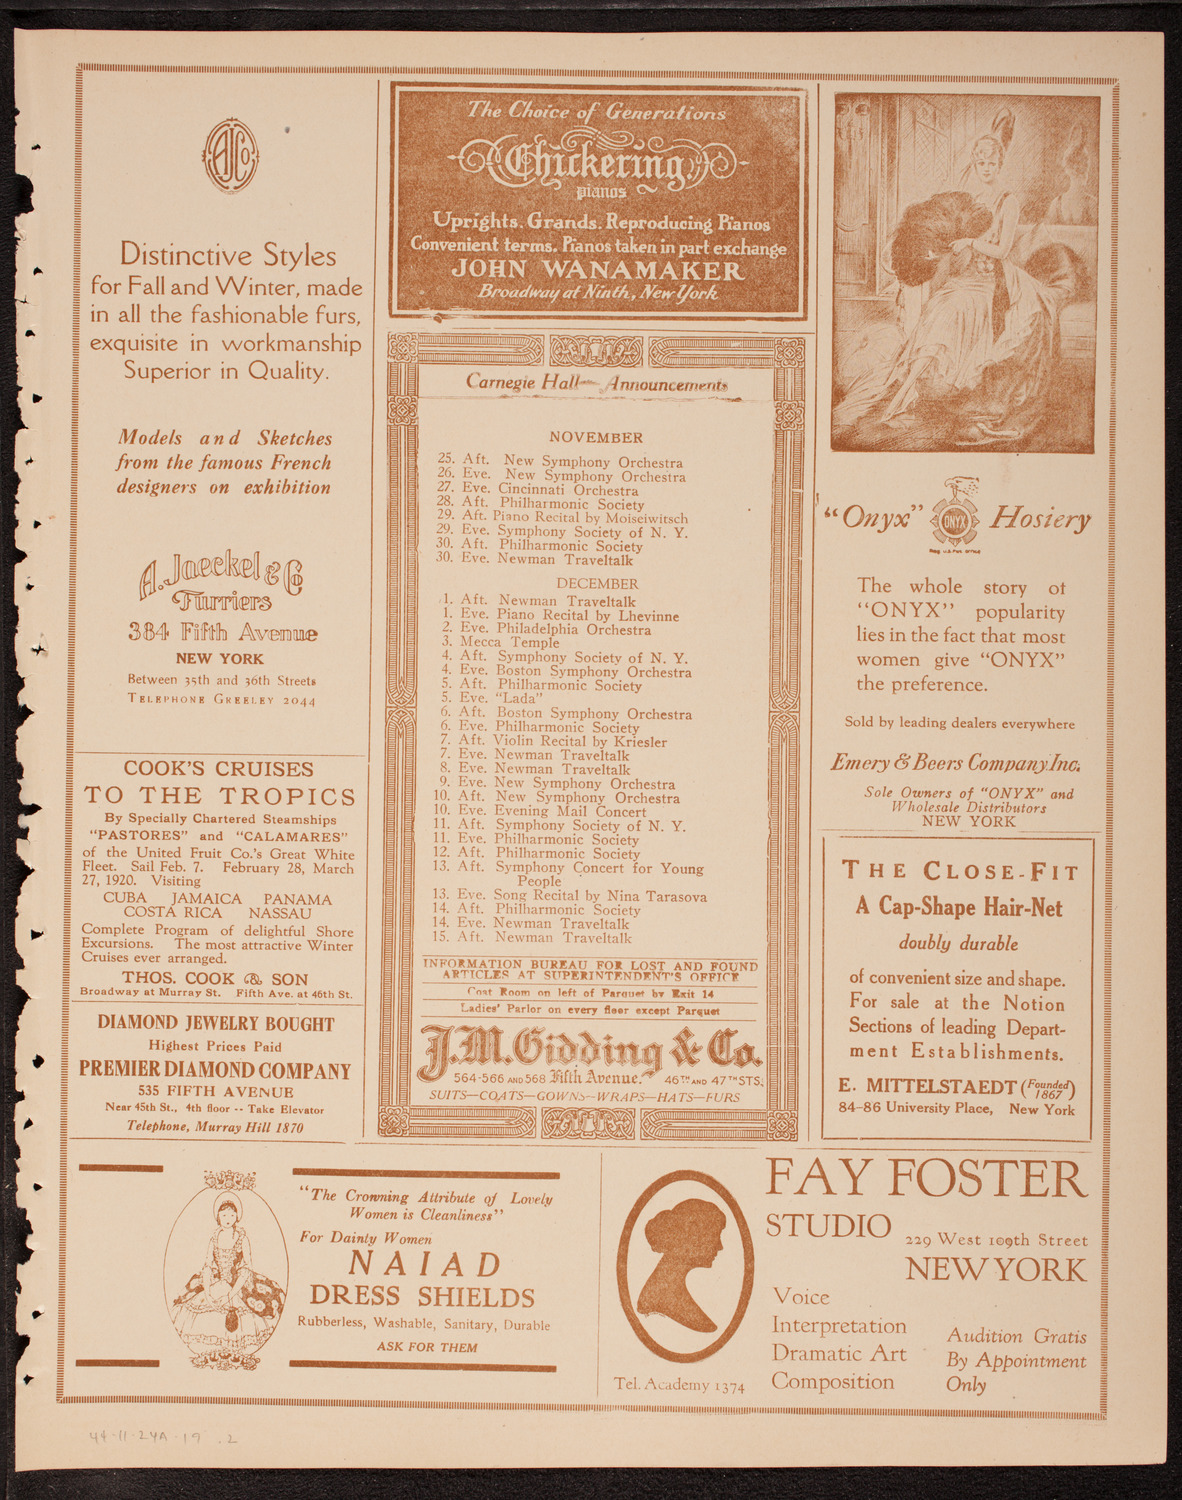 AJCo
Distinctive Styles
for Fall and Winter, made
in all the fashionable furs,
exquisite in workmanship
Superior in Quality.
Models and Sketches
from the famous French
designers on exhibition
A. Jaeckel & Co
Furriers
384 Fifth Avenue
NEW YORK
Between 35th and 36th Streets
TELEPHONE GREELEY 2044
COOK'S CRUISES
TO THE TROPICS
By Specially Chartered Steamships
"PASTORES" and "CALAMARES"
of the United Fruit Co.'s Great White
Fleet. Sail Feb. 7. February 28, March
27, 1920. Visiting
CUBA JAMAICA PANAMA
COSTA RICA NASSAU
Complete Program of delightful Shore
Excursions. The most attractive Winter
Cruises ever arranged.
THOS. COOK & SON
Broadway at Murray St. Fifth Ave. at 46th St.
DIAMOND JEWELRY BOUGHT
Highest Prices Paid
PREMIER DIAMOND COMPANY
535 FIFTH AVENUE
Near 45th St., 4th floor -- Take Elevator
Telephone, Murray Hill 1870
The Choice of Generations
Chickering
pianos
Uprights. Grands. Reproducing Pianos
Convenient terms. Pianos taken in part exchange
JOHN WANAMAKER
Broadway at Ninth, New York
Carnegie Hall Announcements
NOVEMBER
25. Aft. New Symphony Orchestra
26. Eve. New Symphony Orchestra
27. Eve. Cincinnati Orchestra
28. Aft. Philharmonic Society
29. Aft. Piano Recital by Moiseiwitsch
29. Eve. Symphony Society of N. Y.
30. Aft. Philharmonic Society
30. Eve. Newman Traveltalk
DECEMBER
1. Aft. Newman Traveltalk
1. Eve. Piano Recital by Lhevinne
2. Eve. Philadelphia Orchestra
3. Mecca Temple
4. Aft. Symphony Society of N. Y.
4. Eve. Boston Symphony Orchestra
5. Aft. Philharmonic Society
5. Eve. "Lada"
6. Aft. Boston Symphony Orchestra
6. Eve. Philharmonic Society
7. Aft. Violin Recital by Kriesler
7. Eve. Newman Traveltalk
8. Eve. Newman Traveltalk
9. Eve. New Symphony Orchestra
10. Aft. New Symphony Orchestra
10. Eve. Evening Mail Concert
11. Aft. Symphony Society of N. Y.
11. Eve. Philharmonic Society
12. Aft. Philharmonic Society
13. Aft. Symphony Concert for Young
People
13. Eve. Song Recital by Nina Tarasova
14. Aft. Philharmonic Society
14. Eve. Newman Traveltalk
15. Aft. Newman Traveltalk
INFORMATION BUREAU FOR LOST AND FOUND
ARTICLES AT SUPERINTENDENT'S OFFICE
Coat Room on left of Parquet by Exit 14
Ladies' Parlor on every floor except Parquet
J.M. Gidding & Co.
564-566 AND 568 Fifth Avenue. 46TH AND 47TH STS.
SUITS—COATS—GOWNS—WRAPS—HATS—FURS
"Onyx" ONYX Hosiery
Reg. U.S. Pat. Office
The whole story of
"ONYX" popularity
lies in the fact that most
women give "ONYX"
the preference.
Sold by leading dealers everywhere
Emery & Beers Company Inc.
Sole Owners of "ONYX" and
Wholesale Distributors
NEW YORK
THE CLOSE-FIT
A Cap-Shape Hair-Net
doubly durable
of convenient size and shape.
For sale at the Notion
Sections of leading Depart-
ment Establishments.
E. MITTELSTAEDT (Founded 1867)
84-86 University Place, New York
"The Crowning Attribute of Lovely
Women is Cleanliness"
For Dainty Women
NAIAD
DRESS SHIELDS
Rubberless, Washable, Sanitary, Durable
ASK FOR THEM
FAY FOSTER
STUDIO
229 West 109th Street
NEW YORK
Voice
Interpretation
Dramatic Art
Composition
Audition Gratis
By Appointment
Only
Tel. Academy 1374
44-11-24A-19 .2